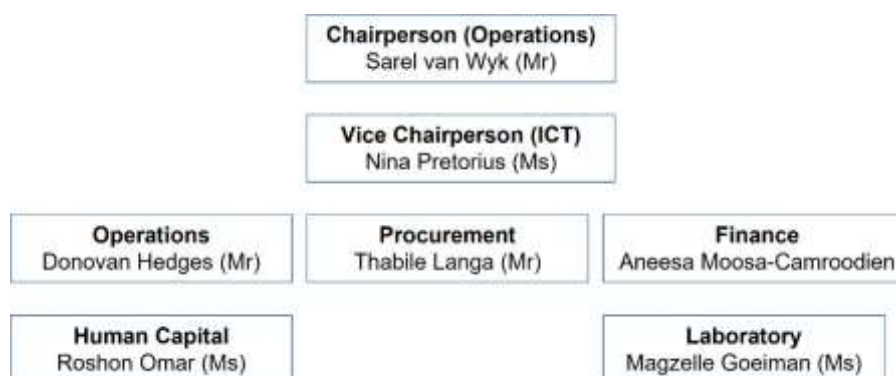 Chairperson (Operations)
Sarel van Wyk (Mr)
Vice Chairperson (ICT)
Nina Pretorius (Ms)
Operations
Donovan Hedges (Mr)
Procurement
Thabile Langa (Mr)
Finance
Aneesa Moosa-Camroodien
Human Capital
Roshon Omar (Ms)
Laboratory
Magzelle Goeiman (Ms)